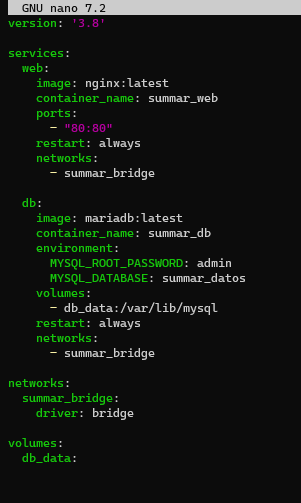 GNU nano 7.2
version: '3.8'

services:
  web:
    image: nginx:latest
    container_name: summar_web
    ports:
      - "80:80"
    restart: always
    networks:
      - summar_bridge

  db:
    image: mariadb:latest
    container_name: summar_db
    environment:
      MYSQL_ROOT_PASSWORD: admin
      MYSQL_DATABASE: summar_datos
    volumes:
      - db_data:/var/lib/mysql
    restart: always
    networks:
      - summar_bridge

networks:
  summar_bridge:
    driver: bridge

volumes:
  db_data: